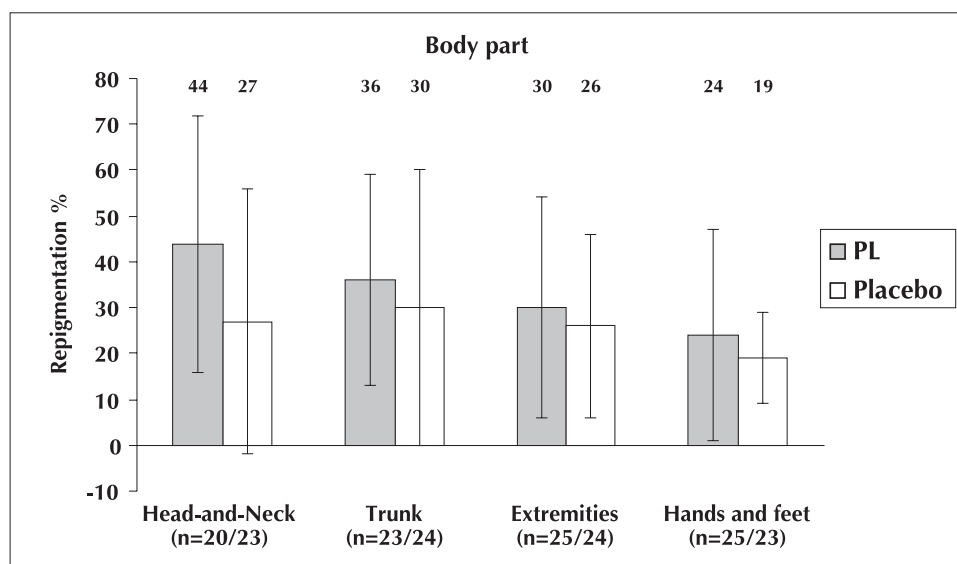 Body part
80
70
60
50
40
30
20
10
0
-10
Repigmentation %
44 27 36 30 30 26 24 19
PL
Placebo
Head-and-Neck Trunk Extremities Hands and feet
(n=20/23) (n=23/24) (n=25/24) (n=25/23)